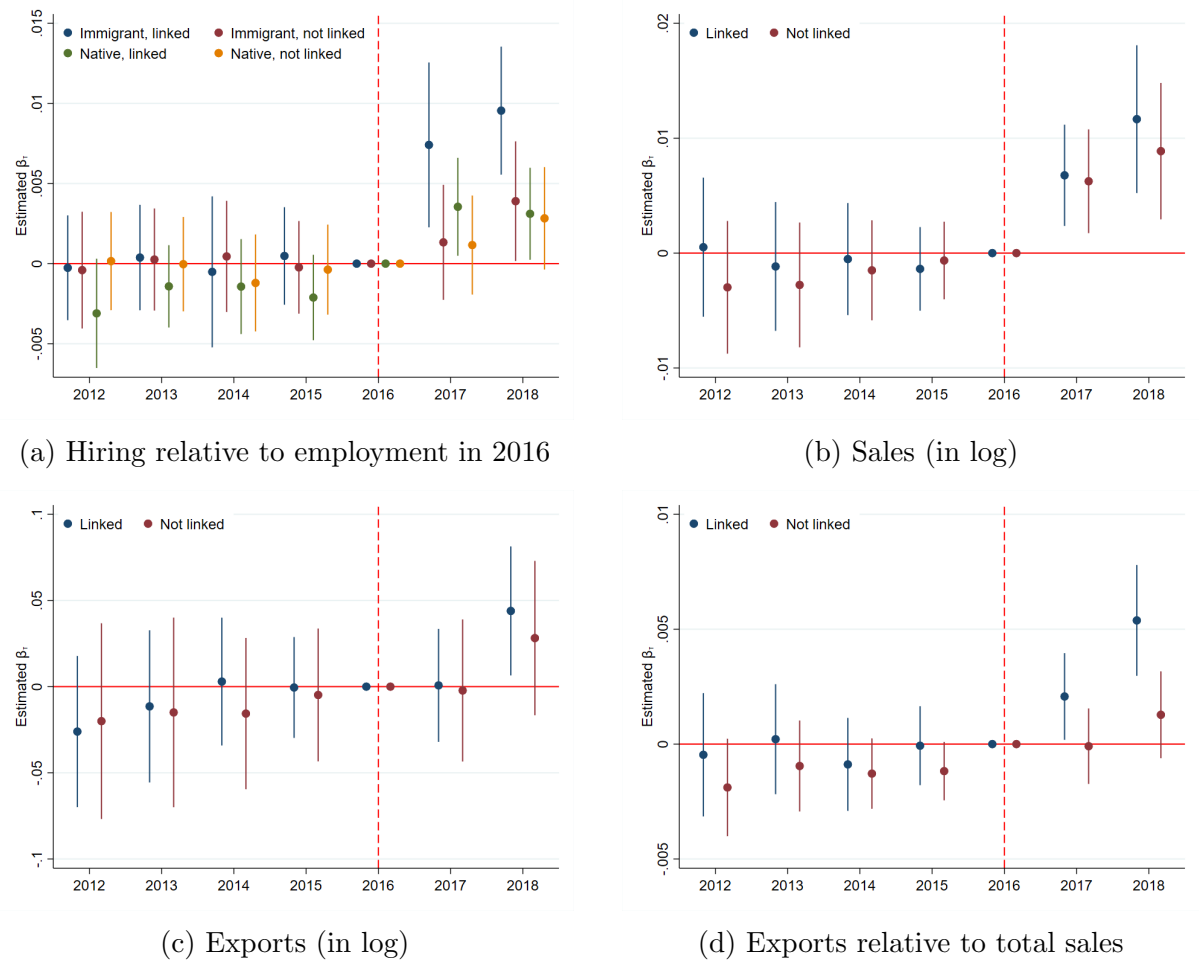 Immigrant, linked
Immigrant, not linked
Native, linked
Native, not linked
Estimated βτ
.015
.01
.005
0
-.005
2012 2013 2014 2015 2016 2017 2018
(a) Hiring relative to employment in 2016
Linked
Not linked
Estimated βτ
.02
.01
0
-.01
2012 2013 2014 2015 2016 2017 2018
(b) Sales (in log)
Linked
Not linked
Estimated βτ
.1
.05
0
-.05
-.1
2012 2013 2014 2015 2016 2017 2018
(c) Exports (in log)
Linked
Not linked
Estimated βτ
.01
.005
0
-.005
2012 2013 2014 2015 2016 2017 2018
(d) Exports relative to total sales